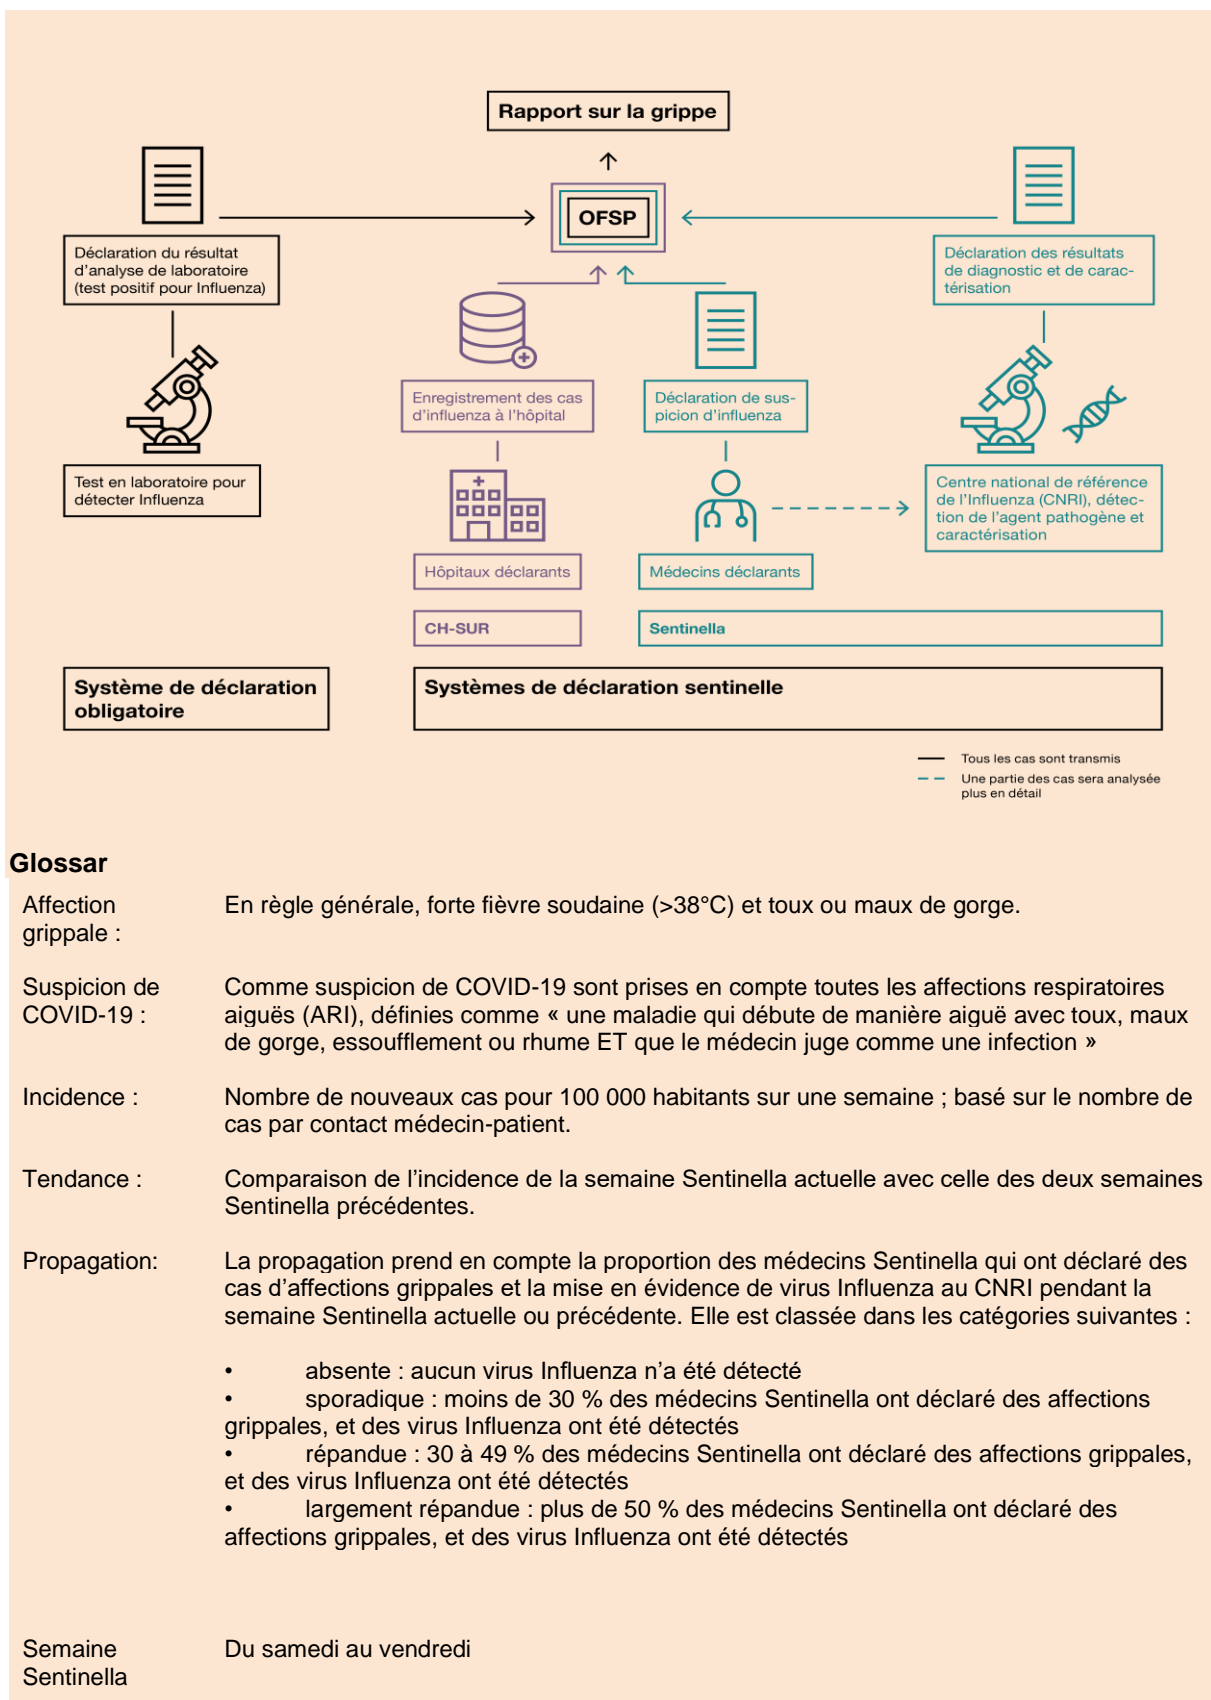 Rapport sur la grippe
OFSP
Déclaration du résultat
d'analyse de laboratoire
(test positif pour Influenza)
Déclaration des résultats
de diagnostic et de carac-
térisation
Enregistrement des cas
d'influenza à l'hôpital
Déclaration de sus-
picion d'influenza
Test en laboratoire pour
détecter Influenza
Centre national de référence
de l'Influenza (CNRI), détec-
tion de l'agent pathogène et
caractérisation
Hôpitaux déclarants
Médecins déclarants
CH-SUR
Sentinella
Système de déclaration
obligatoire
Systèmes de déclaration sentinelle
Tous les cas sont transmis
Une partie des cas sera analysée
plus en détail
Glossar
Affection
grippale :
En règle générale, forte fièvre soudaine (>38°C) et toux ou maux de gorge.
Suspicion de
COVID-19 :
Comme suspicion de COVID-19 sont prises en compte toutes les affections respiratoires
aiguës (ARI), définies comme « une maladie qui débute de manière aiguë avec toux, maux
de gorge, essoufflement ou rhume ET que le médecin juge comme une infection »
Incidence :
Nombre de nouveaux cas pour 100 000 habitants sur une semaine ; basé sur le nombre de
cas par contact médecin-patient.
Tendance :
Comparaison de l'incidence de la semaine Sentinella actuelle avec celle des deux semaines
Sentinella précédentes.
Propagation:
La propagation prend en compte la proportion des médecins Sentinella qui ont déclaré des
cas d'affections grippales et la mise en évidence de virus Influenza au CNRI pendant la
semaine Sentinella actuelle ou précédente. Elle est classée dans les catégories suivantes :
• absente : aucun virus Influenza n'a été détecté
• sporadique : moins de 30 % des médecins Sentinella ont déclaré des affections
grippales, et des virus Influenza ont été détectés
• répandue : 30 à 49 % des médecins Sentinella ont déclaré des affections grippales,
et des virus Influenza ont été détectés
• largement répandue : plus de 50 % des médecins Sentinella ont déclaré des
affections grippales, et des virus Influenza ont été détectés
Semaine
Sentinella
Du samedi au vendredi